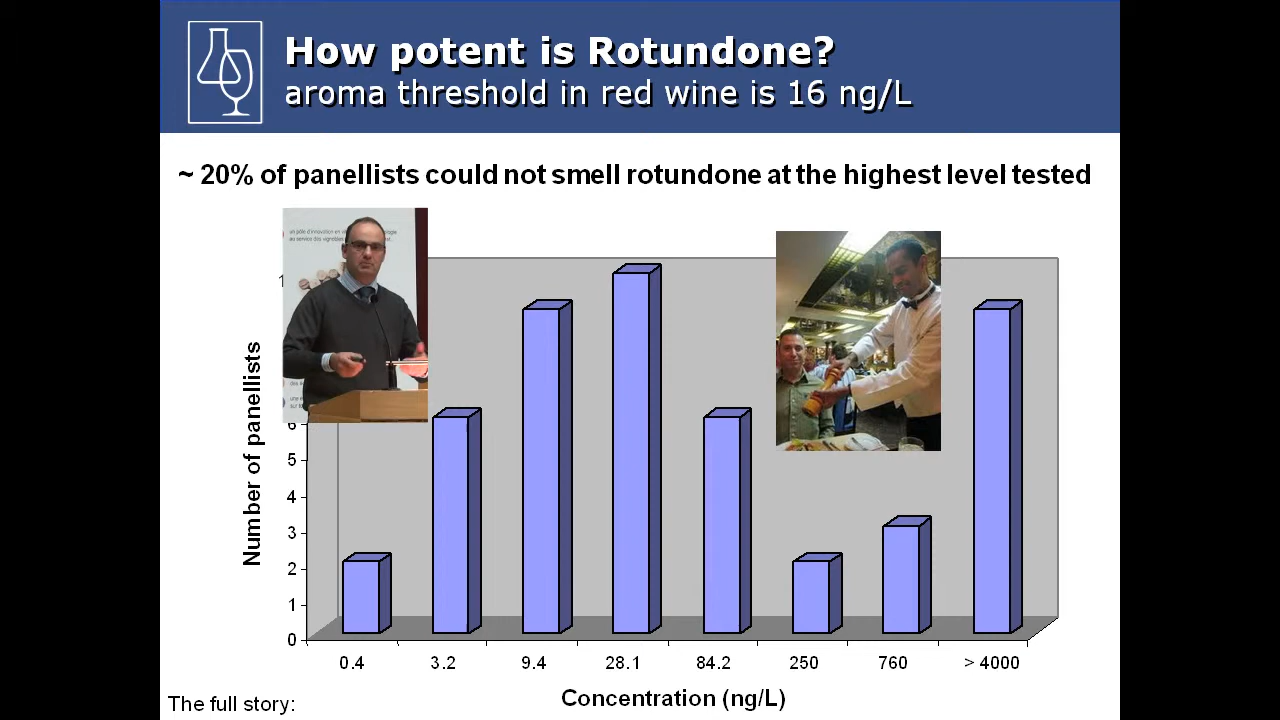 How potent is Rotundone?
aroma threshold in red wine is 16 ng/L
~ 20% of panellists could not smell rotundone at the highest level tested
1
6
5
4
3
2
1
0
Number of panellists
0.4 3.2 9.4 28.1 84.2 250 760 > 4000
Concentration (ng/L)
The full story: